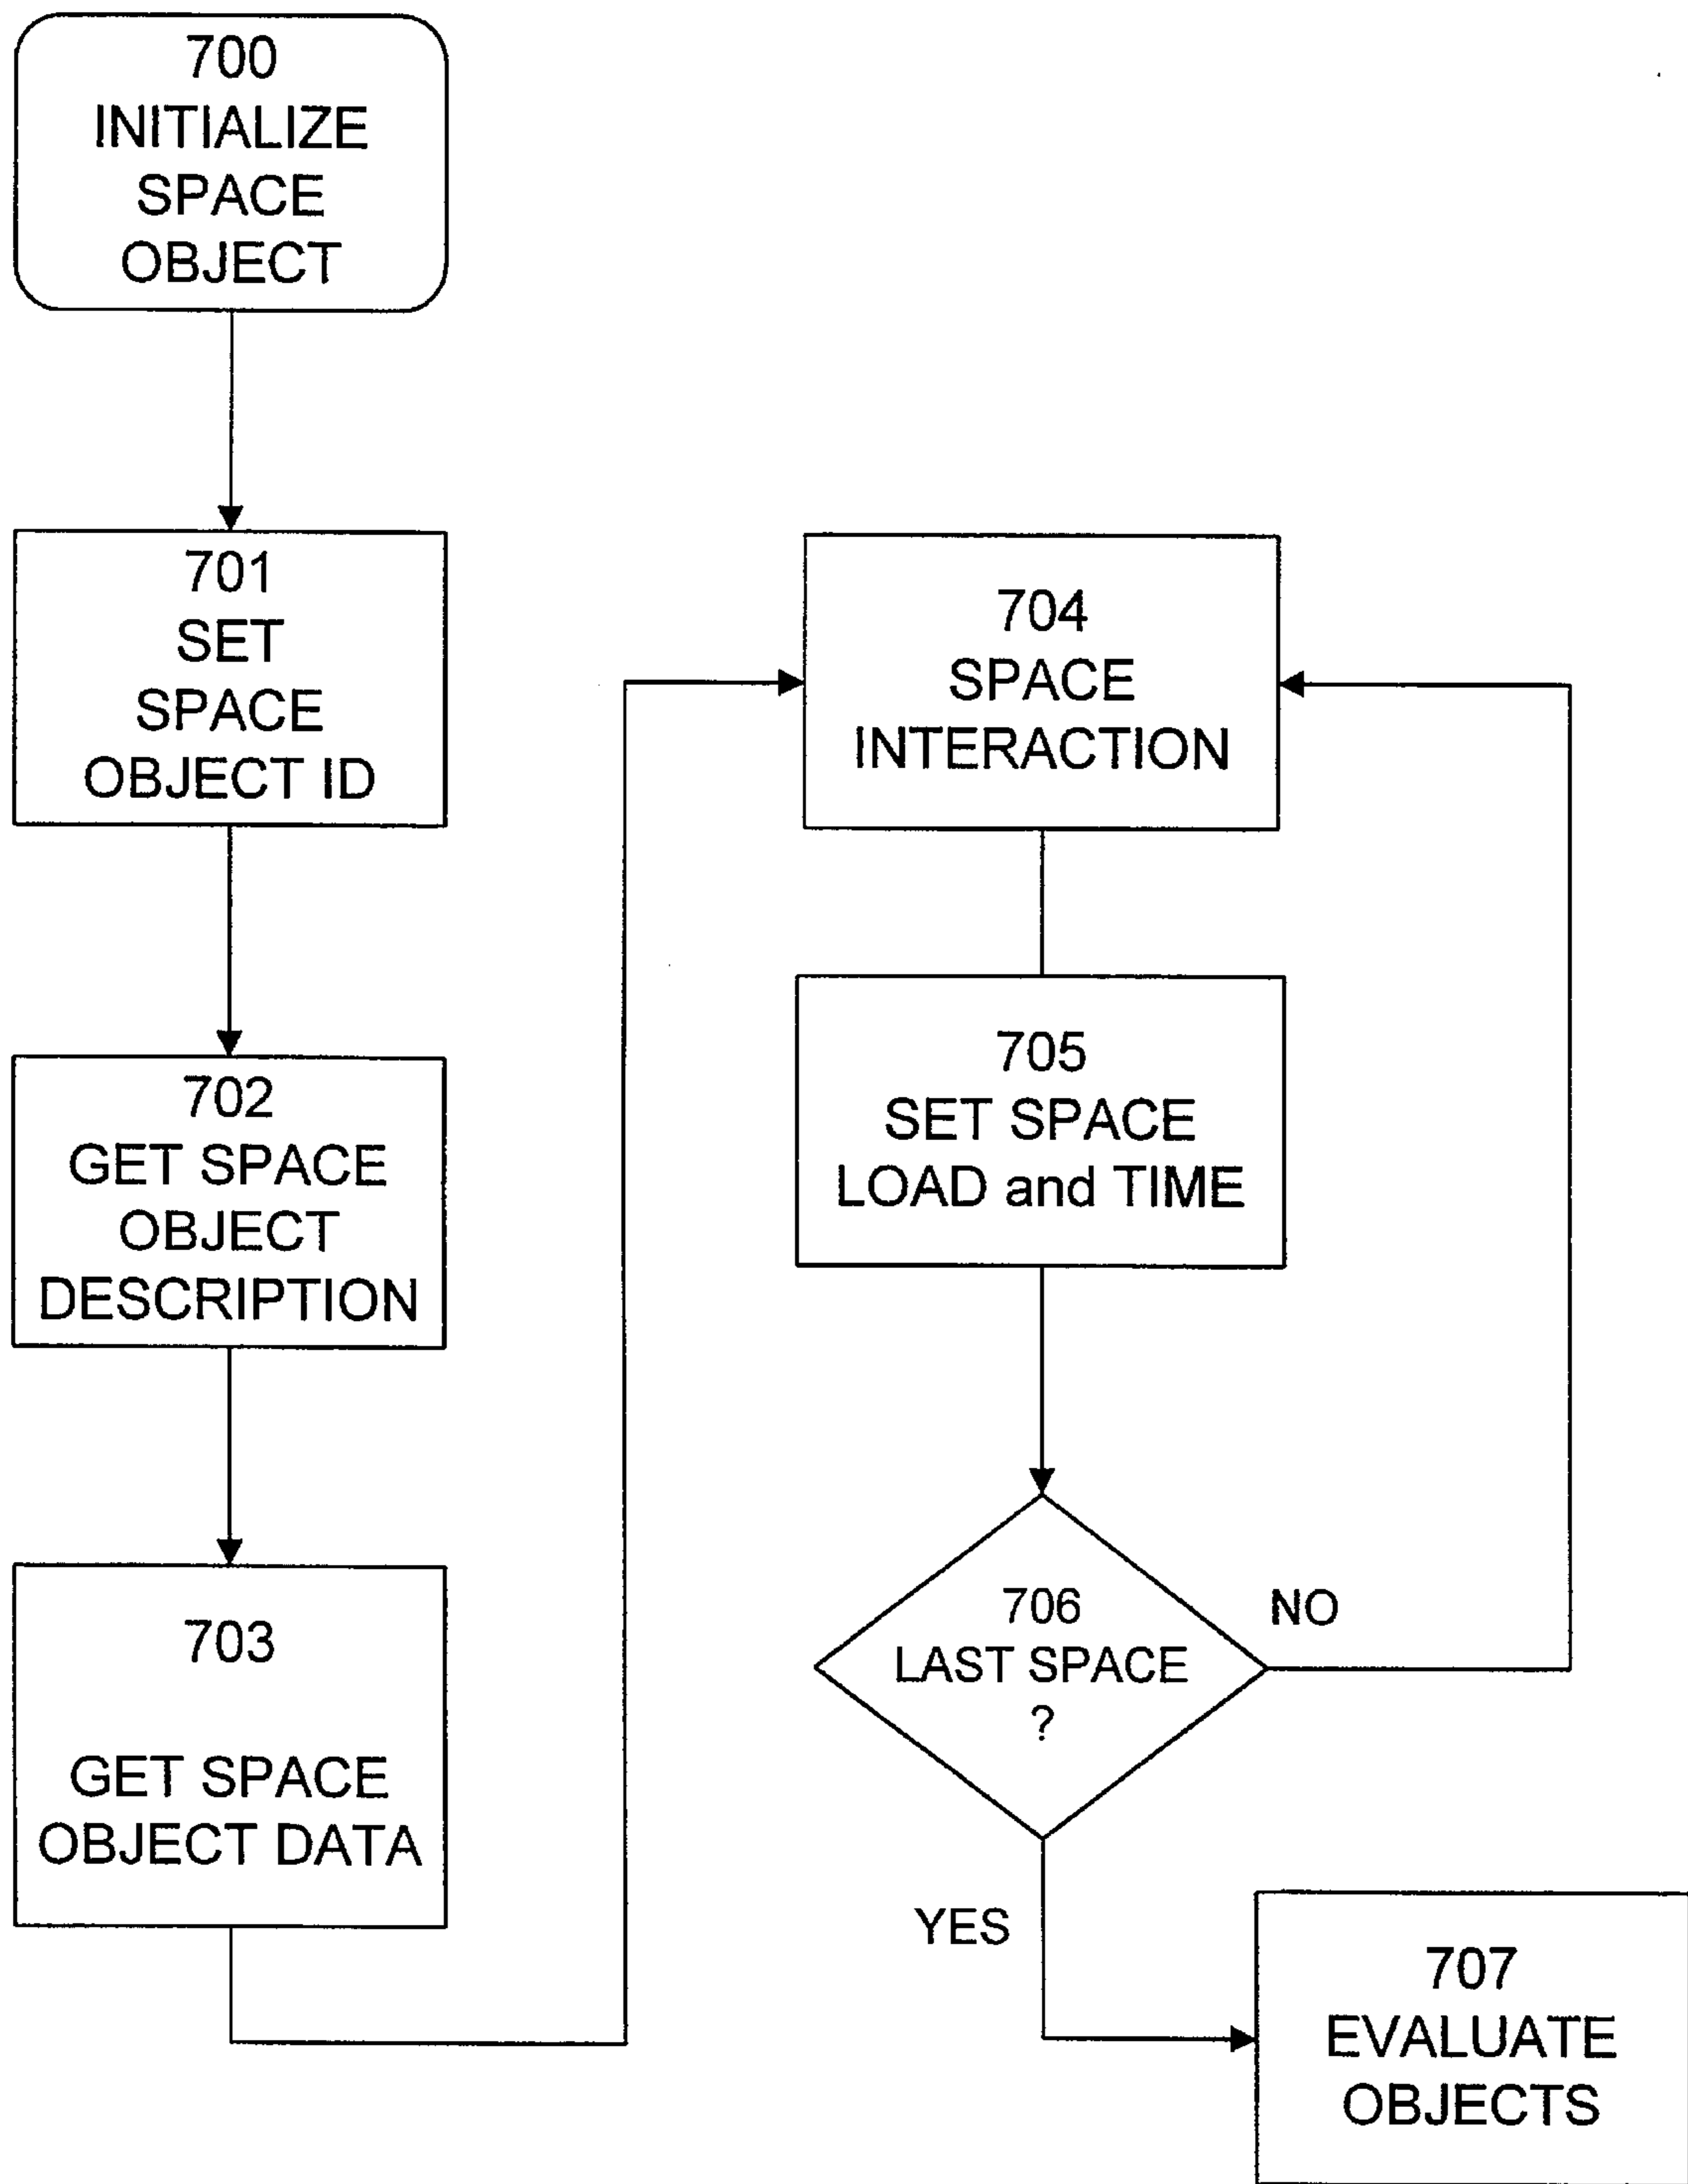 700
INITIALIZE
SPACE
OBJECT
701
SET
SPACE
OBJECT ID
702
GET SPACE
OBJECT
DESCRIPTION
703
GET SPACE
OBJECT DATA
704
SPACE
INTERACTION
705
SET SPACE
LOAD and TIME
706
LAST SPACE
?
NO
YES
707
EVALUATE
OBJECTS